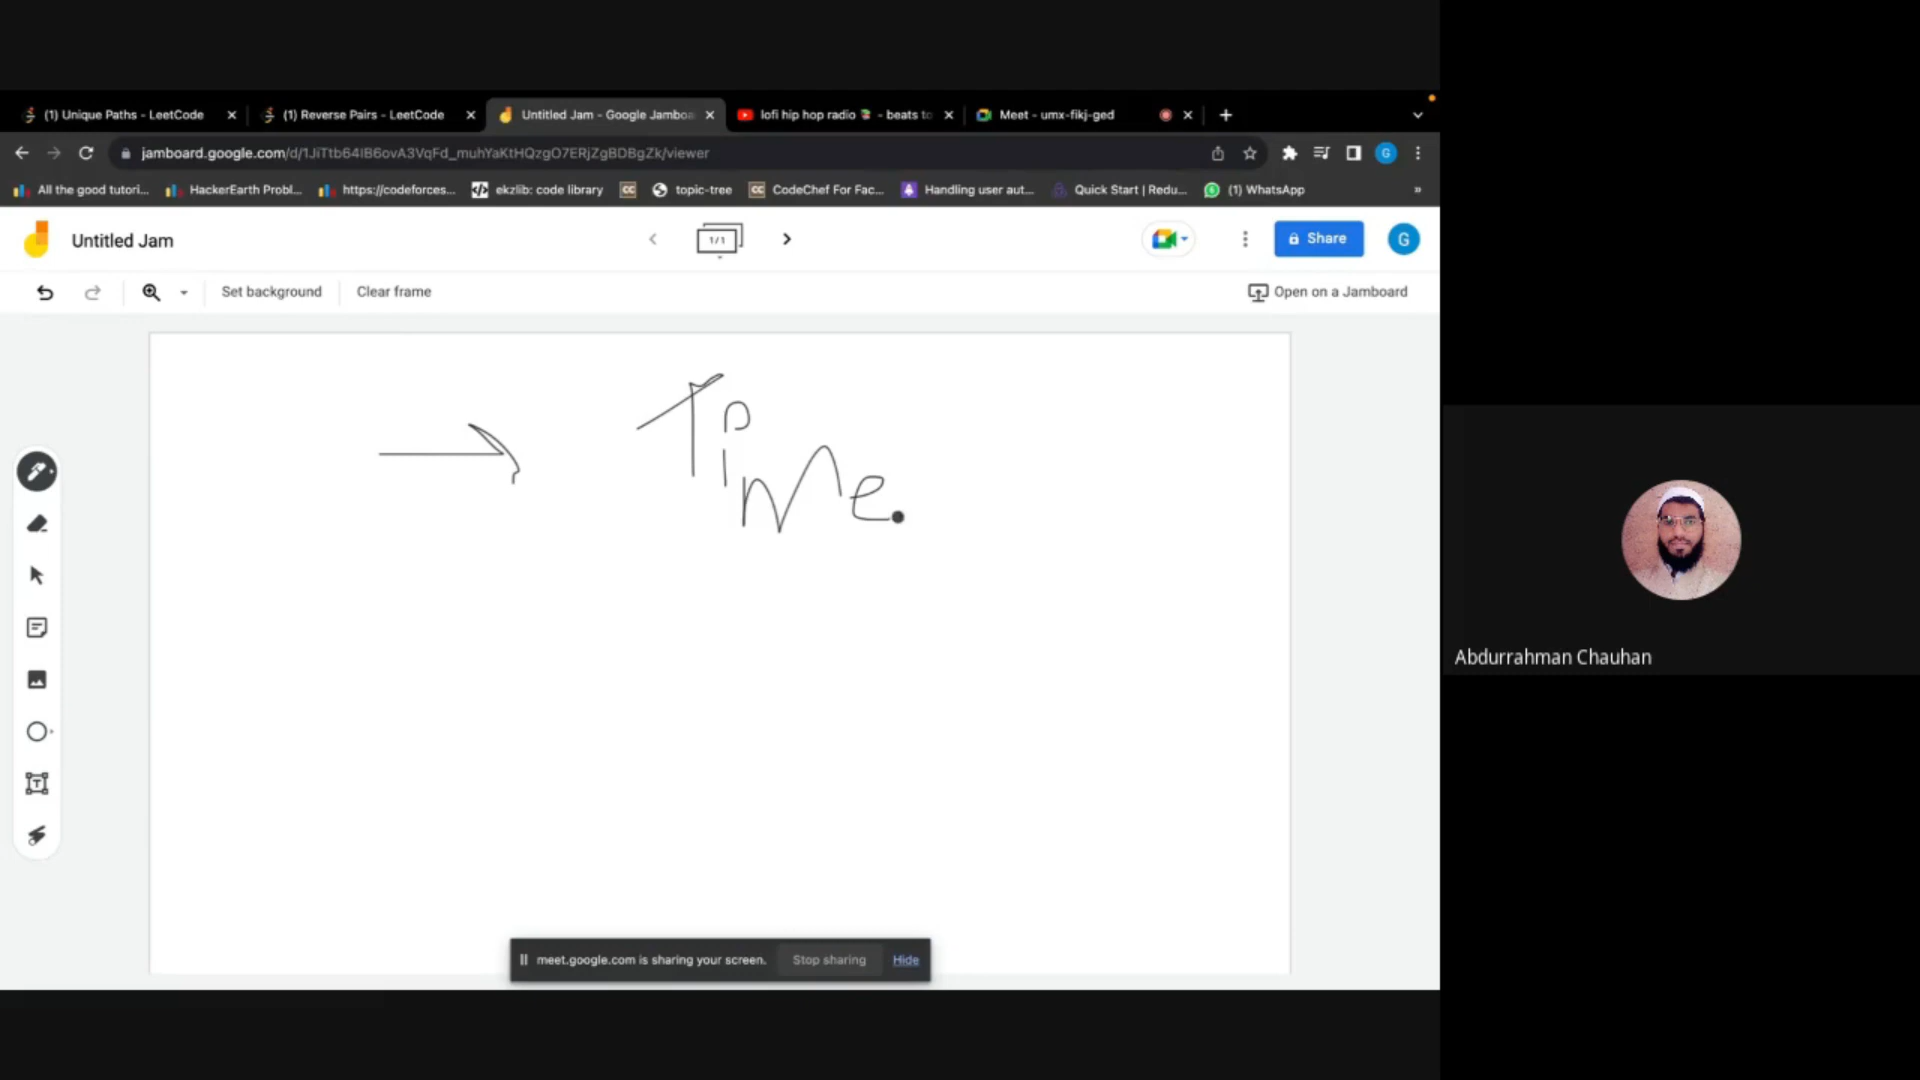 (1) Unique Paths - LeetCode
(1) Reverse Pairs - LeetCode
Untitled Jam - Google Jamboa
lofi hip hop radio 📚 - beats to
Meet - umx-fikj-ged
jamboard.google.com/d/1JiTtb64IB6ovA3VqFd_muhYaKtHQzgO7ERjZgBDBgZk/viewer
G
All the good tutori...
HackerEarth Probl...
https://codeforces...
ekzlib: code library
CC
topic-tree
CC
CodeChef For Fac...
Handling user aut...
Quick Start | Redu...
(1) WhatsApp
»
Untitled Jam
1/1
Share
G
Set background
Clear frame
Open on a Jamboard
Time
Abdurrahman Chauhan
meet.google.com is sharing your screen.
Stop sharing
Hide